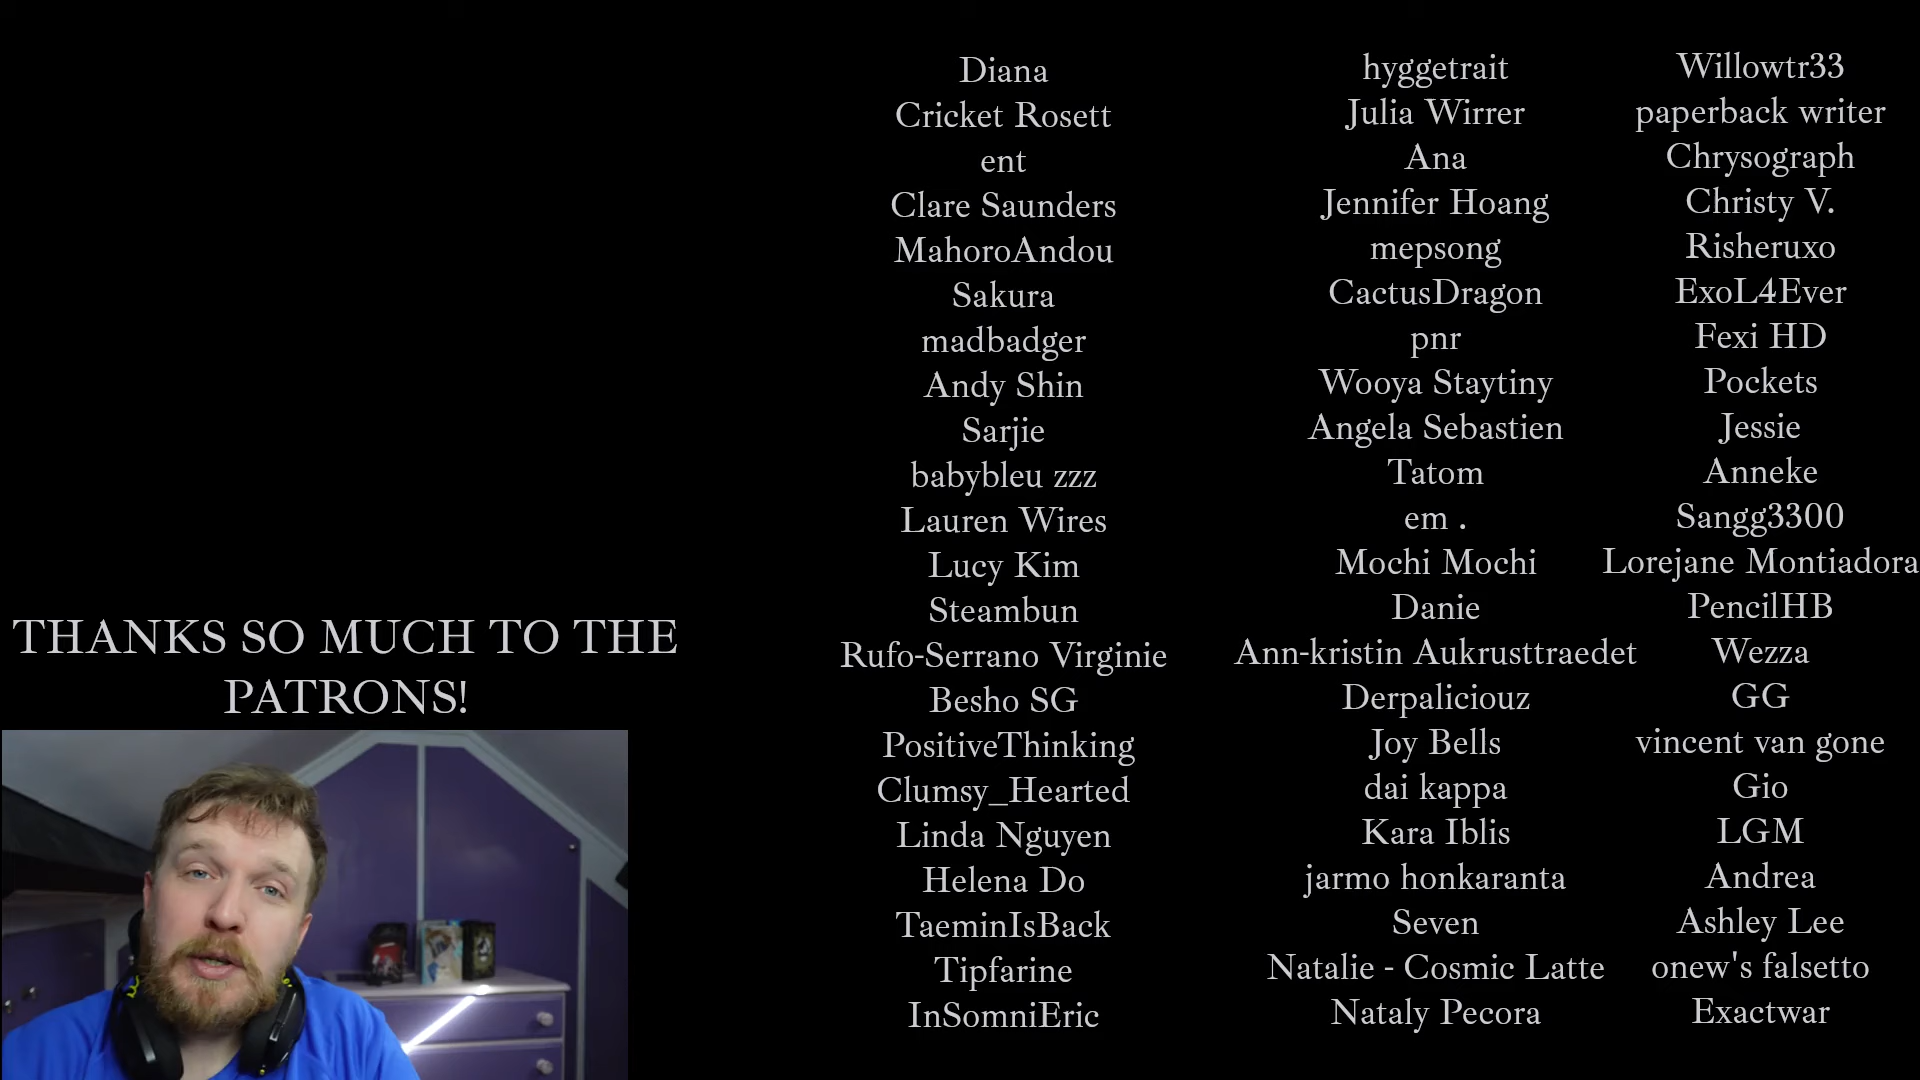 THANKS SO MUCH TO THE
PATRONS!
Diana
Cricket Rosett
ent
Clare Saunders
MahoroAndou
Sakura
madbadger
Andy Shin
Sarjie
babybleu zzz
Lauren Wires
Lucy Kim
Steambun
Rufo-Serrano Virginie
Besho SG
PositiveThinking
Clumsy_Hearted
Linda Nguyen
Helena Do
TaeminIsBack
Tipfarine
InSomniEric
hyggetrait
Julia Wirrer
Ana
Jennifer Hoang
mepsong
CactusDragon
pnr
Wooya Staytiny
Angela Sebastien
Tatom
em .
Mochi Mochi
Danie
Ann-kristin Aukrusttraedet
Derpaliciouz
Joy Bells
dai kappa
Kara Iblis
jarmo honkaranta
Seven
Natalie - Cosmic Latte
Nataly Pecora
Willowtr33
paperback writer
Chrysograph
Christy V.
Risheruxo
ExoL4Ever
Fexi HD
Pockets
Jessie
Anneke
Sangg3300
Lorejane Montiadora
PencilHB
Wezza
GG
vincent van gone
Gio
LGM
Andrea
Ashley Lee
onew's falsetto
Exactwar